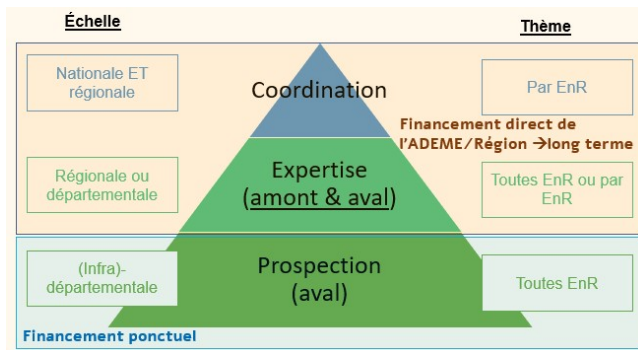 Échelle
Thème
Nationale ET
régionale
Coordination
Par EnR
Financement direct de
l'ADEME/Région →long terme
Régionale ou
départementale
Expertise
(amont & aval)
Toutes EnR ou par
EnR
(Infra)-
départementale
Prospection
(aval)
Toutes EnR
Financement ponctuel